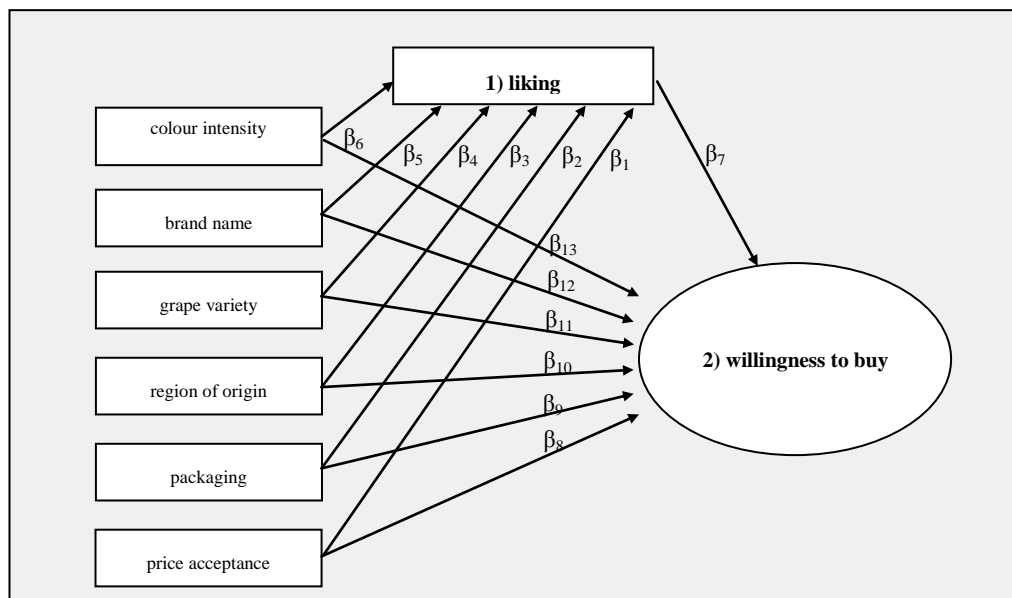 1) liking
colour intensity
β6
β5
β4
β3
β2
β1
β7
brand name
β13
β12
grape variety
β11
2) willingness to buy
β10
region of origin
β9
β8
packaging
price acceptance